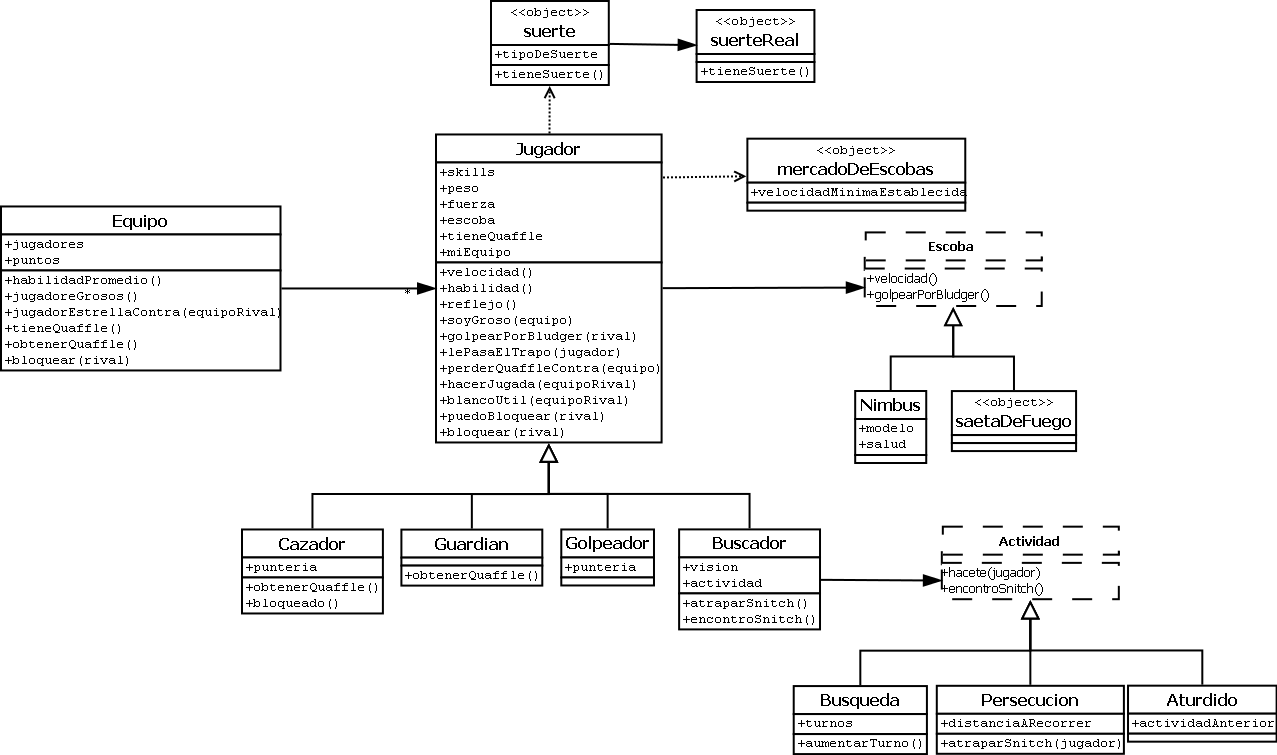 <<object>>
suerte
+tipoDeSuerte
+tieneSuerte()
<<object>>
suerteReal
+tieneSuerte()
Jugador
+skills
+peso
+fuerza
+escoba
+tieneQuaffle
+miEquipo
+velocidad()
+habilidad()
+reflejo()
+soyGroso(equipo)
+golpearPorBludger(rival)
+lePasaElTrapo(jugador)
+perderQuaffleContra(equipo)
+hacerJugada(equipoRival)
+blancoUtil(equipoRival)
+puedoBloquear(rival)
+bloquear(rival)
<<object>>
mercadoDeEscobas
+velocidadMinimaEstablecida
Equipo
+jugadores
+puntos
+habilidadPromedio()
+jugadoreGrosos()
+jugadorEstrellaContra(equipoRival)
+tieneQuaffle()
+obtenerQuaffle()
+bloquear(rival)
*
Escoba
+velocidad()
+golpearPorBludger()
Nimbus
+modelo
+salud
<<object>>
saetaDeFuego
Cazador
+punteria
+obtenerQuaffle()
+bloqueado()
Guardian
+obtenerQuaffle()
Golpeador
+punteria
Buscador
+vision
+actividad
+atraparSnitch()
+encontroSnitch()
Actividad
+hacete(jugador)
+encontroSnitch()
Busqueda
+turnos
+aumentarTurno()
Persecucion
+distanciaARecorrer
+atraparSnitch(jugador)
Aturdido
+actividadAnterior